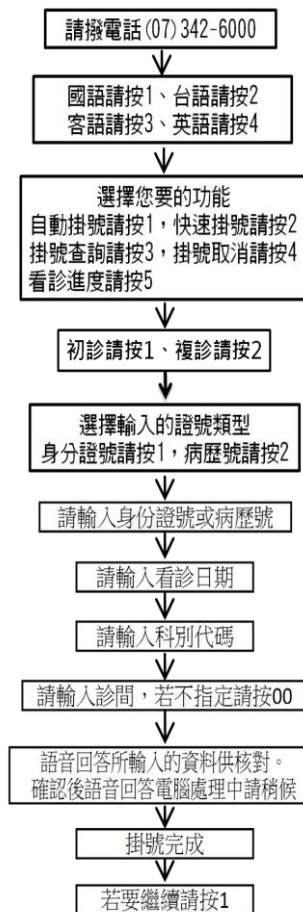 請撥電話(07)342-6000
國語請按1、台語請按2
客語請按3、英語請按4
選擇您要的功能
自動掛號請按1，快速掛號請按2
掛號查詢請按3，掛號取消請按4
看診進度請按5
初診請按1、複診請按2
選擇輸入的證號類型
身分證號請按1，病歷號請按2
請輸入身份證號或病歷號
請輸入看診日期
請輸入科別代碼
請輸入診間，若不指定請按00
語音回答所輸入的資料供核對。
確認後語音回答電腦處理中請稍候
掛號完成
若要繼續請按1